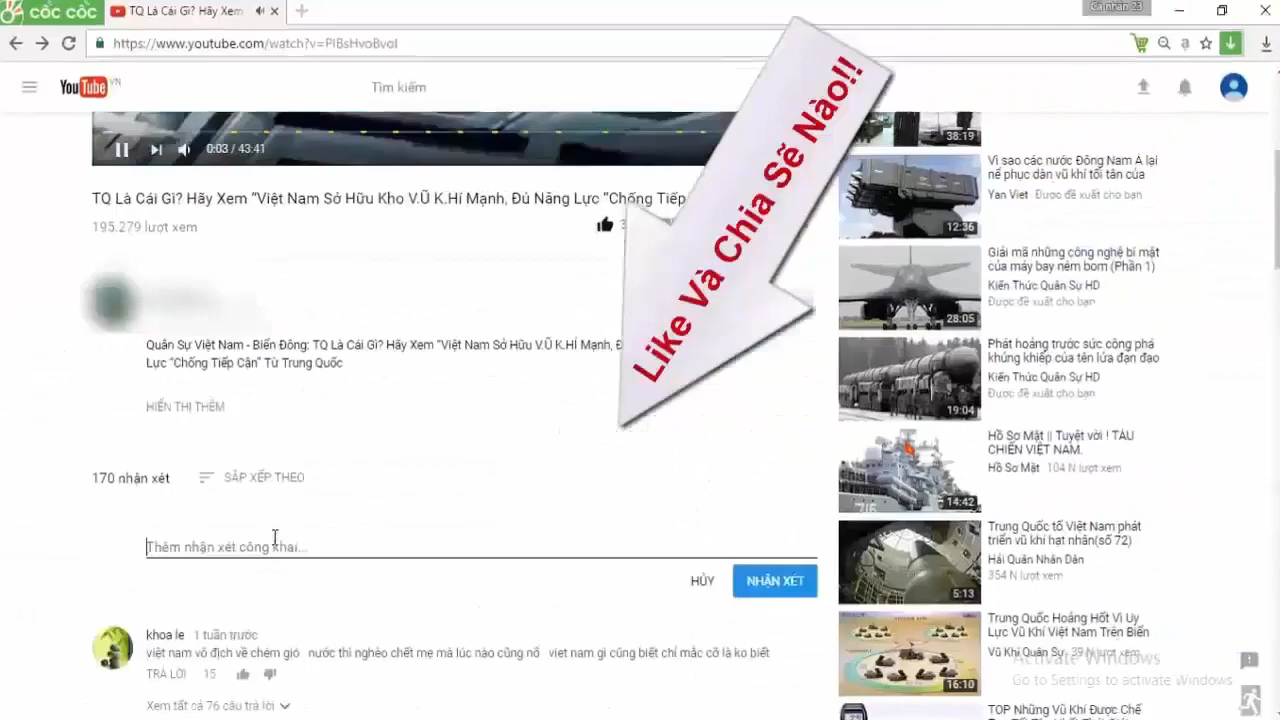 cốc cốc
TQ Là Cái Gì? Hãy Xem
Cá nhân 23
https://www.youtube.com/watch?v=PIBsHvoBvoI
YouTube VN
Tìm kiếm
0:03 / 43:41
TQ Là Cái Gì? Hãy Xem "Việt Nam Sở Hữu Kho V.Ũ K.HÍ Mạnh, Đủ Năng Lực "Chống Tiếp
195.279 lượt xem
Like Và Chia Sẽ Nào!!
Quân Sự Việt Nam - Biển Đông: TQ Là Cái Gì? Hãy Xem "Việt Nam Sở Hữu V.Ũ K.HÍ Mạnh,
Lực "Chống Tiếp Cận" Từ Trung Quốc
HIỂN THỊ THÊM
170 nhận xét
SẮP XẾP THEO
Thêm nhận xét công khai...
HỦY
NHẬN XÉT
khoa le 1 tuần trước
việt nam vô địch về chém gió nước thì nghèo chết mẹ mà lúc nào cũng nổ viet nam gì cũng biết chỉ mắc cỡ là ko biết
TRẢ LỜI 15
Xem tất cả 76 câu trả lời
38:19
Vì sao các nước Đông Nam Á lại
nể phục dàn vũ khí tối tân của
Yan Viet Được đề xuất cho bạn
12:36
Giải mã những công nghệ bí mật
của máy bay ném bom (Phần 1)
Kiến Thức Quân Sự HD
Được đề xuất cho bạn
28:05
Phát hoảng trước sức công phá
khủng khiếp của tên lửa đạn đạo
Kiến Thức Quân Sự HD
Được đề xuất cho bạn
19:04
Hồ Sơ Mật || Tuyệt vời ! TÀU
CHIẾN VIỆT NAM.
Hồ Sơ Mật 104 N lượt xem
14:42
Trung Quốc tố Việt Nam phát
triển vũ khí hạt nhân(số 72)
Hải Quân Nhân Dân
354 N lượt xem
5:13
Trung Quốc Hoảng Hốt Vì Uy
Lực Vũ Khí Việt Nam Trên Biển
Vũ Khí Quân Sự 39 N lượt xem
16:10
Activate Windows
Go to Settings to activate Windows.
TOP Những Vũ Khí Được Chế